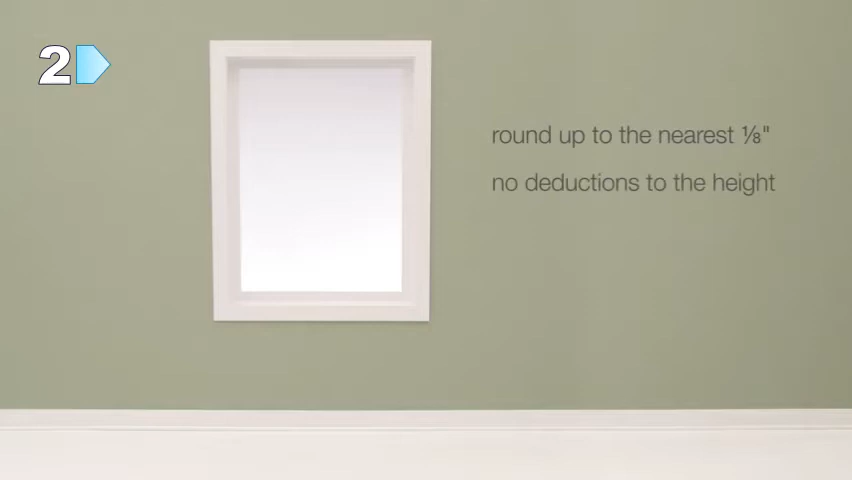 2
round up to the nearest ⅛"
no deductions to the height